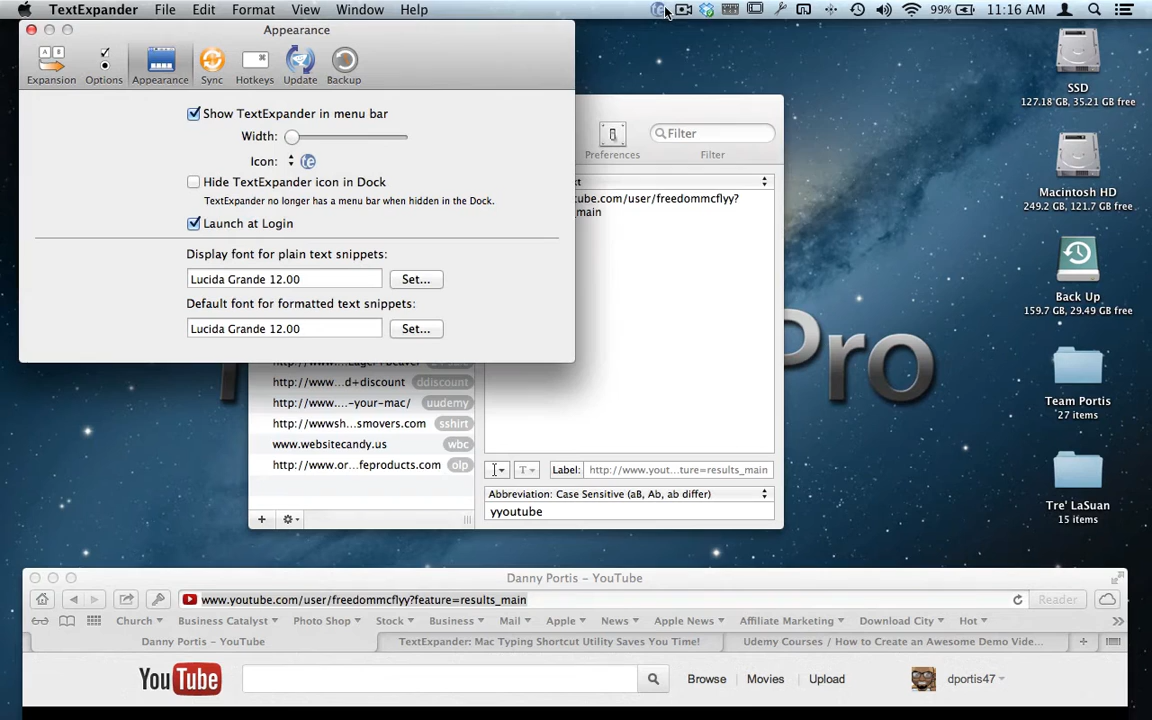 TextExpander File Edit Format View Window Help 99% 11:16 AM
Appearance
Expansion Options Appearance Sync Hotkeys Update Backup
Show TextExpander in menu bar
Width:
Icon:
Hide TextExpander icon in Dock
TextExpander no longer has a menu bar when hidden in the Dock.
Launch at Login
Display font for plain text snippets:
Lucida Grande 12.00 Set...
Default font for formatted text snippets:
Lucida Grande 12.00 Set...
Filter
Preferences Filter
tube.com/user/freedommcflyy?
_main
http://www....d+discount ddiscount
http://www....-your-mac/ uudemy
http://wwwsh...smovers.com sshirt
www.websitecandy.us wbc
http://www.or...feproducts.com olp
Label: http://www.yout...ture=results_main
Abbreviation: Case Sensitive (aB, Ab, ab differ)
yyoutube
SSD
127.18 GB, 35.21 GB free
Macintosh HD
249.2 GB, 121.7 GB free
Back Up
159.7 GB, 29.49 GB free
Team Portis
27 items
Tre' LaSuan
15 items
Pro
Danny Portis – YouTube
www.youtube.com/user/freedommcflyy?feature=results_main Reader
Church Business Catalyst Photo Shop Stock Business Mail Apple News Apple News Affiliate Marketing Download City Hot
Danny Portis – YouTube TextExpander: Mac Typing Shortcut Utility Saves You Time! Udemy Courses / How to Create an Awesome Demo Vide...
YouTube Browse Movies Upload dportis47